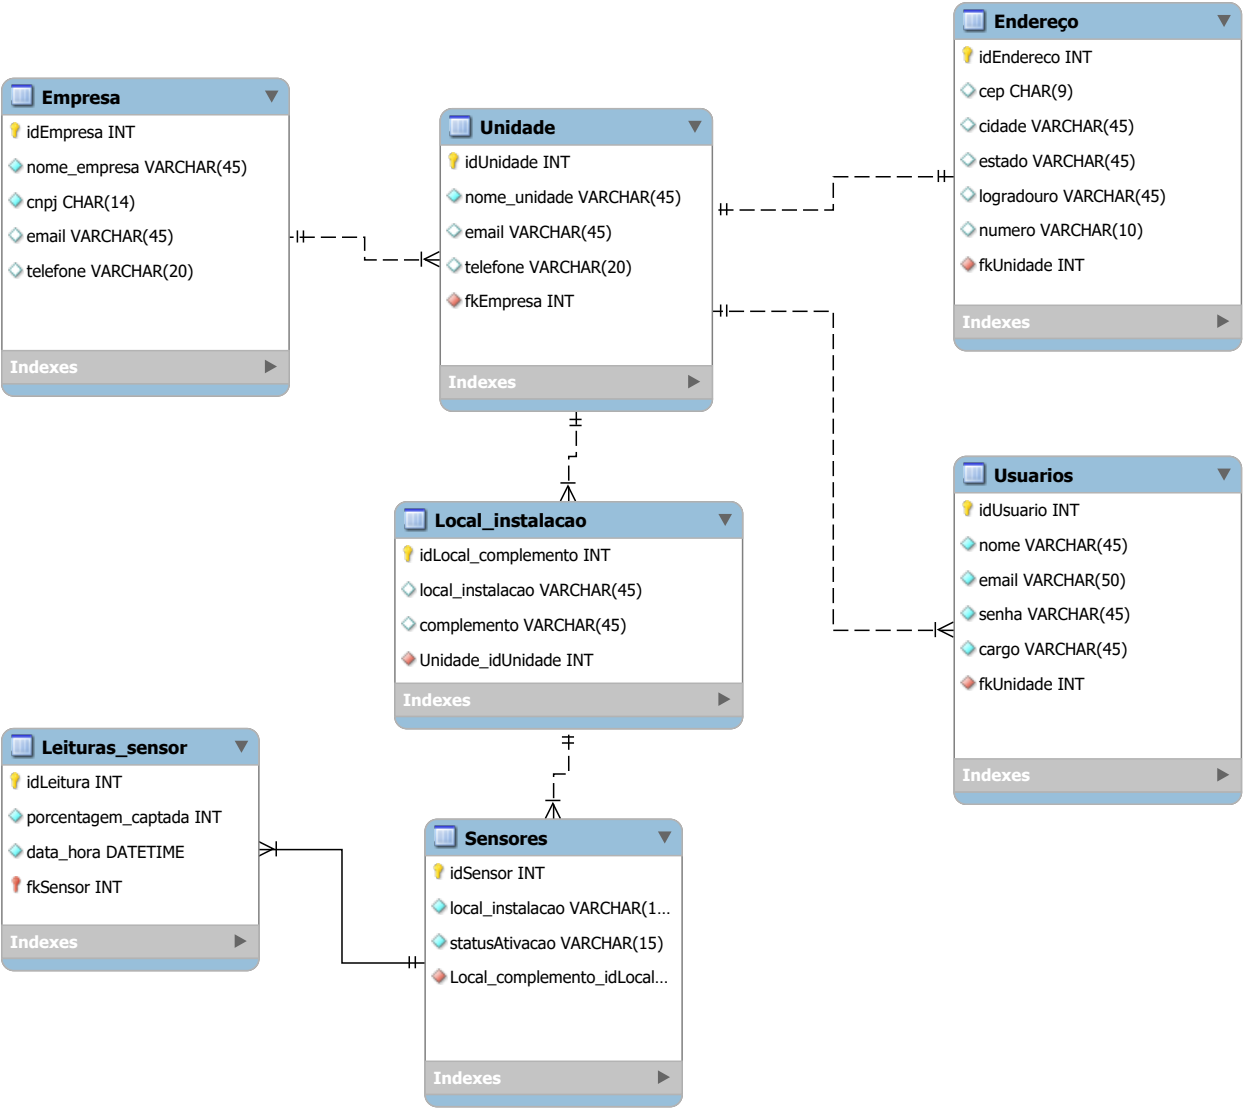 Empresa
idEmpresa INT
nome_empresa VARCHAR(45)
cnpj CHAR(14)
email VARCHAR(45)
telefone VARCHAR(20)
Indexes
Unidade
idUnidade INT
nome_unidade VARCHAR(45)
email VARCHAR(45)
telefone VARCHAR(20)
fkEmpresa INT
Indexes
Endereço
idEndereco INT
cep CHAR(9)
cidade VARCHAR(45)
estado VARCHAR(45)
logradouro VARCHAR(45)
numero VARCHAR(10)
fkUnidade INT
Indexes
Usuarios
idUsuario INT
nome VARCHAR(45)
email VARCHAR(50)
senha VARCHAR(45)
cargo VARCHAR(45)
fkUnidade INT
Indexes
Local_instalacao
idLocal_complemento INT
local_instalacao VARCHAR(45)
complemento VARCHAR(45)
Unidade_idUnidade INT
Indexes
Leituras_sensor
idLeitura INT
porcentagem_captada INT
data_hora DATETIME
fkSensor INT
Indexes
Sensores
idSensor INT
local_instalacao VARCHAR(1...
statusAtivacao VARCHAR(15)
Local_complemento_idLocal...
Indexes